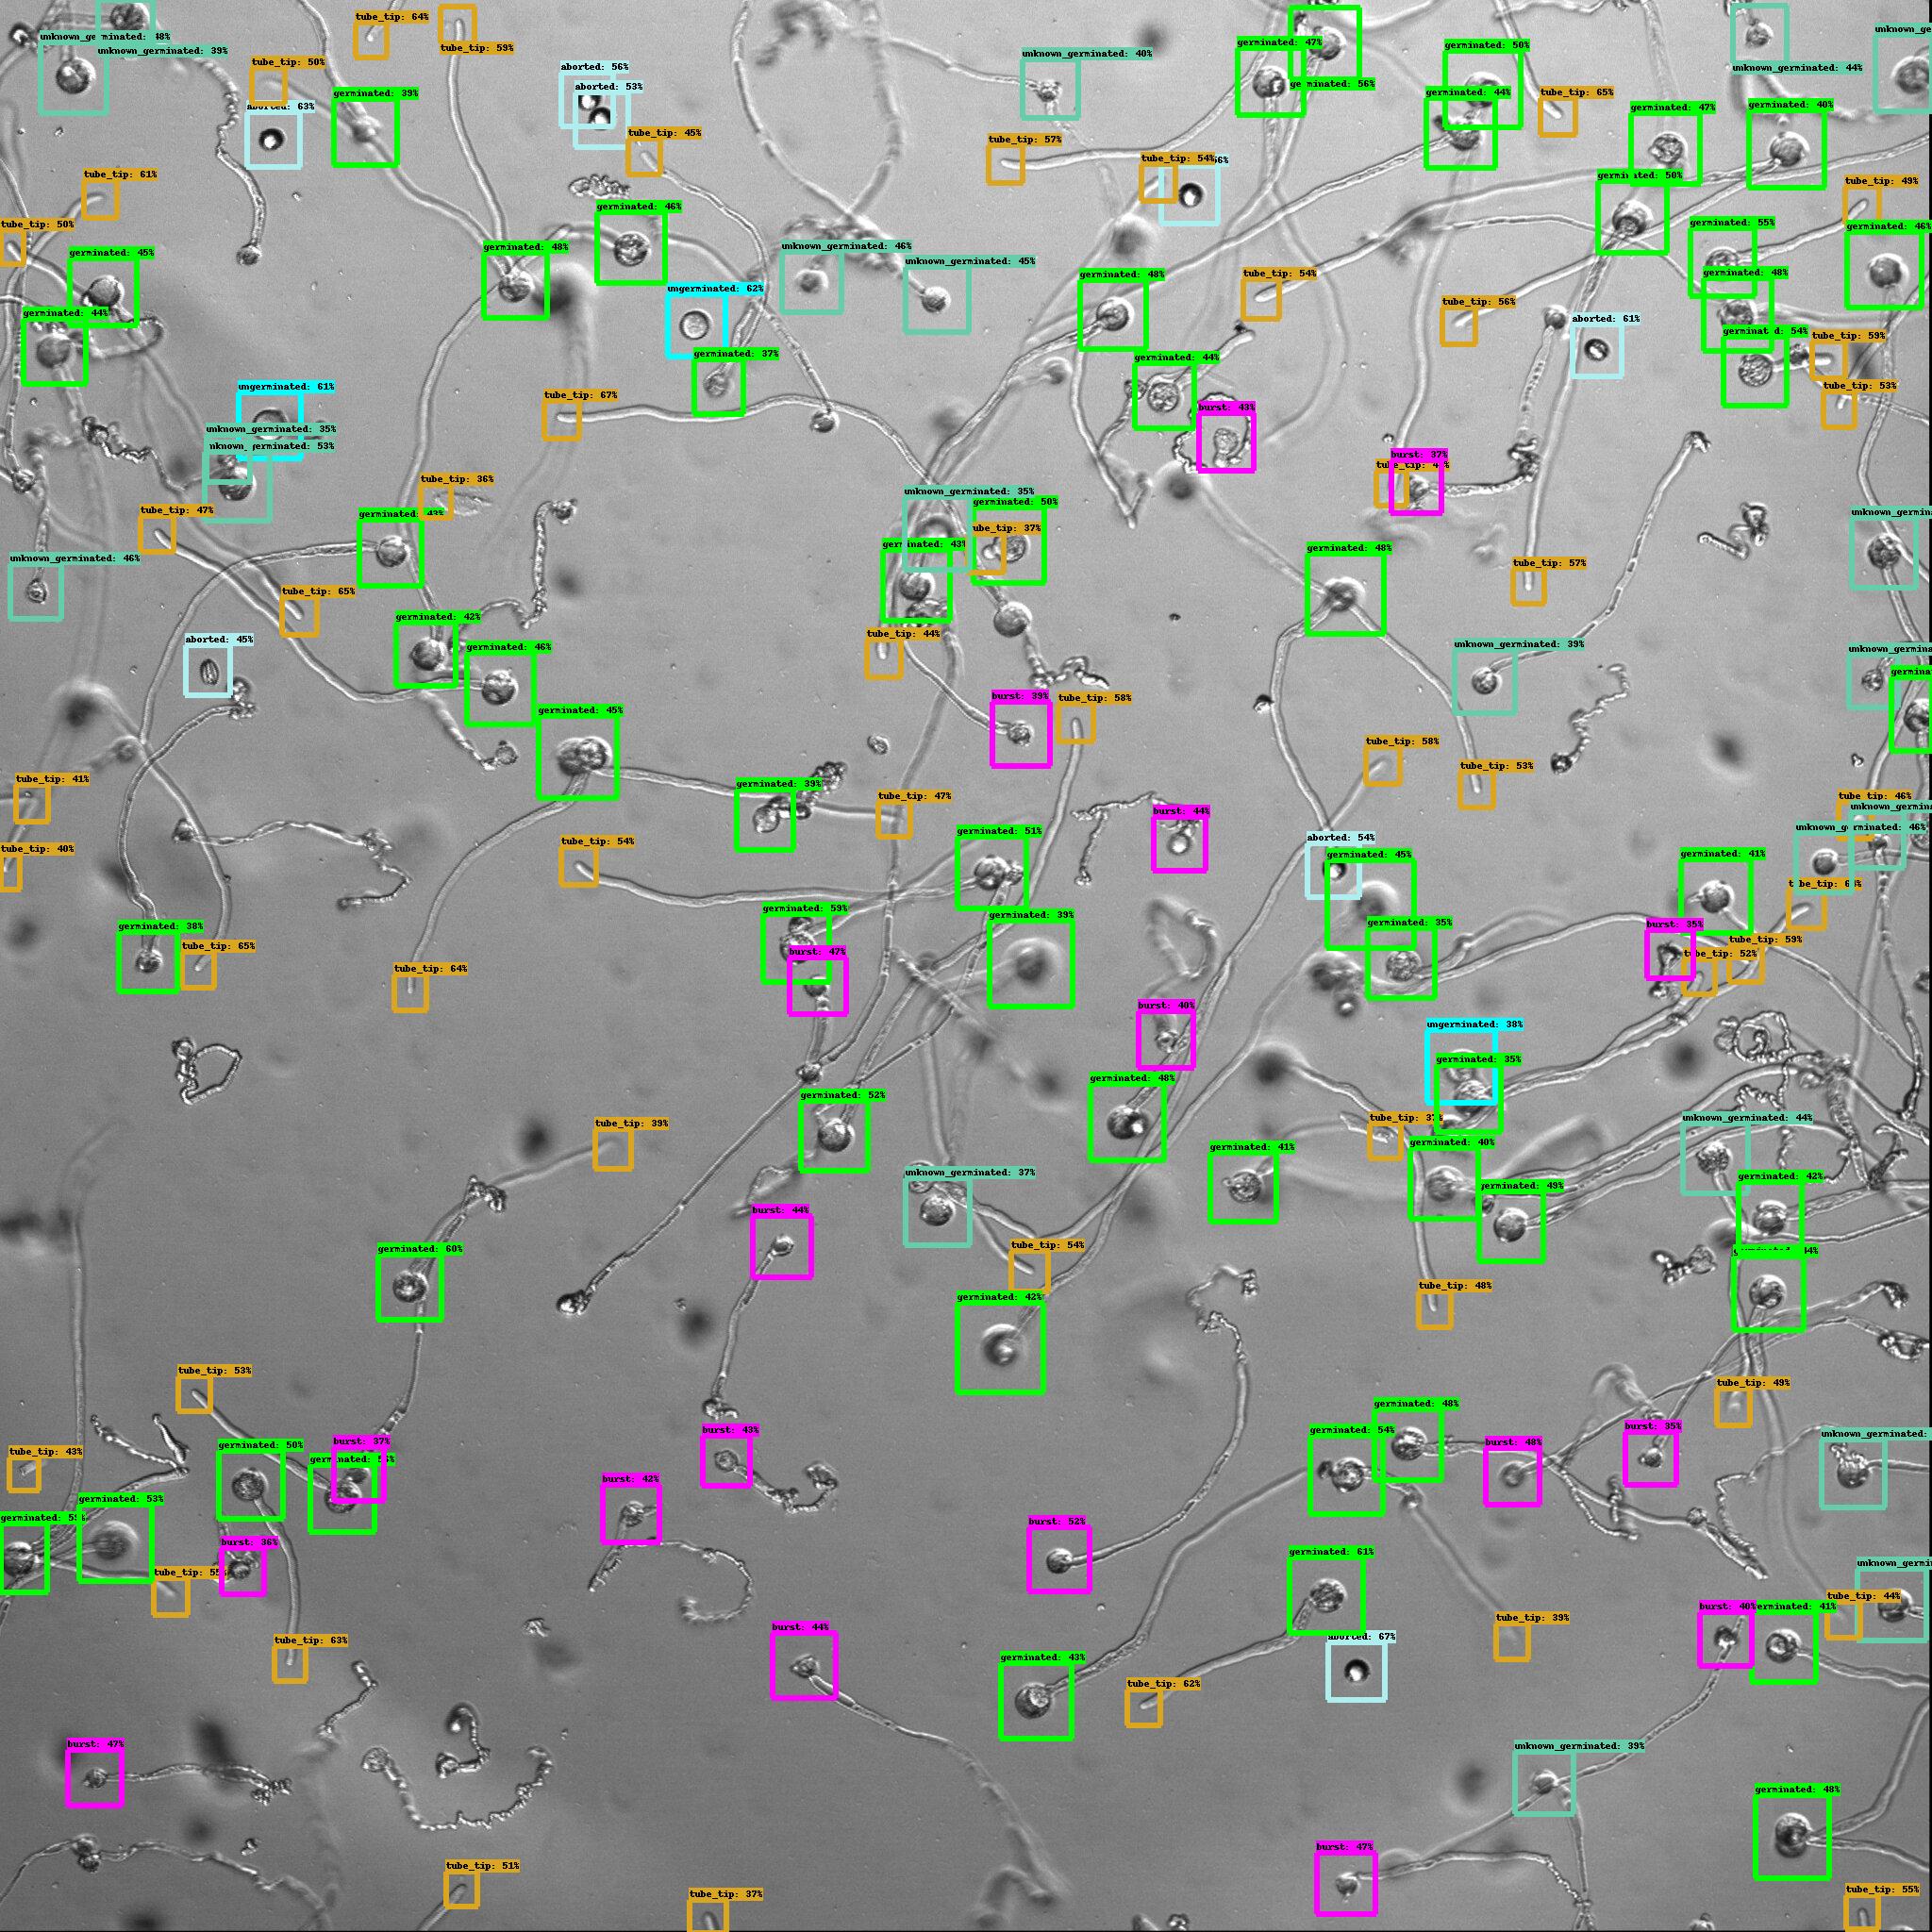 tube_tip: 64%
unknown_ge
48%
unknown_germinated: 39%
tube_tip: 59%
germinated: 47%
germinated: 50%
unknown_germinated: 40%
unknown_germinated: 44%
tube_tip: 50%
aborted: 56%
aborted: 53%
germinated: 56%
germinated: 39%
aborted: 63%
germinated: 44%
tube_tip: 65%
germinated: 47%
germinated: 40%
tube_tip: 45%
tube_tip: 57%
tube_tip: 54%
tube_tip: 61%
germinated: 50%
tube_tip: 49%
germinated: 46%
tube_tip: 50%
germinated: 55%
germinated: 46%
germinated: 45%
germinated: 48%
unknown_germinated: 46%
unknown_germinated: 45%
germinated: 48%
tube_tip: 54%
germinated: 48%
ungerminated: 62%
tube_tip: 56%
germinated: 44%
aborted: 61%
germinated: 54%
tube_tip: 59%
germinated: 37%
germinated: 44%
ungerminated: 61%
tube_tip: 53%
tube_tip: 67%
burst: 43%
unknown_germinated: 35%
germinated: 53%
burst: 37%
tube_tip: 36%
unknown_germinated: 35%
germinated: 50%
tube_tip: 47%
unknown_germin
germinated: 43%
germinated: 48%
unknown_germinated: 46%
tube_tip: 57%
tube_tip: 65%
germinated: 42%
aborted: 45%
tube_tip: 44%
germinated: 46%
unknown_germinated: 39%
burst: 39%
tube_tip: 58%
germinated: 45%
tube_tip: 58%
tube_tip: 53%
tube_tip: 41%
germinated: 39%
tube_tip: 47%
tube_tip: 46%
burst: 44%
germinated: 51%
aborted: 54%
tube_tip: 54%
tube_tip: 40%
germinated: 45%
germinated: 41%
germinated: 59%
germinated: 39%
germinated: 35%
burst: 35%
germinated: 38%
tube_tip: 65%
burst: 47%
tube_tip: 59%
tube_tip: 52%
tube_tip: 64%
burst: 40%
ungerminated: 38%
germinated: 35%
germinated: 48%
germinated: 52%
tube_tip: 39%
unknown_germinated: 44%
germinated: 41%
germinated: 40%
unknown_germinated: 37%
germinated: 42%
germinated: 49%
burst: 44%
tube_tip: 54%
germinated: 60%
tube_tip: 48%
germinated: 42%
tube_tip: 53%
tube_tip: 49%
germinated: 48%
burst: 43%
germinated: 54%
burst: 35%
burst: 37%
germinated: 50%
burst: 48%
tube_tip: 43%
burst: 42%
germinated: 53%
burst: 52%
burst: 36%
germinated: 61%
tube_tip: 44%
burst: 40%
tube_tip: 39%
burst: 44%
aborted: 67%
tube_tip: 63%
germinated: 43%
tube_tip: 62%
burst: 47%
unknown_germinated: 39%
germinated: 48%
burst: 47%
tube_tip: 51%
tube_tip: 37%
tube_tip: 55%